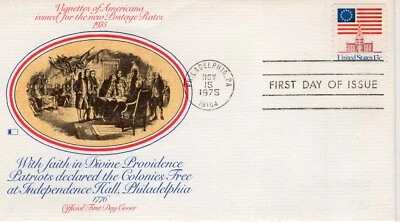 Vignettes of Americana
issued for the new Postage Rates
1975
With faith in Divine Providence
Patriots declared the Colonies Free
at Independence Hall, Philadelphia
1776
Official First Day Cover
PHILADELPHIA, PA
NOV
15
1975
19104
FIRST DAY OF ISSUE
United States 13c